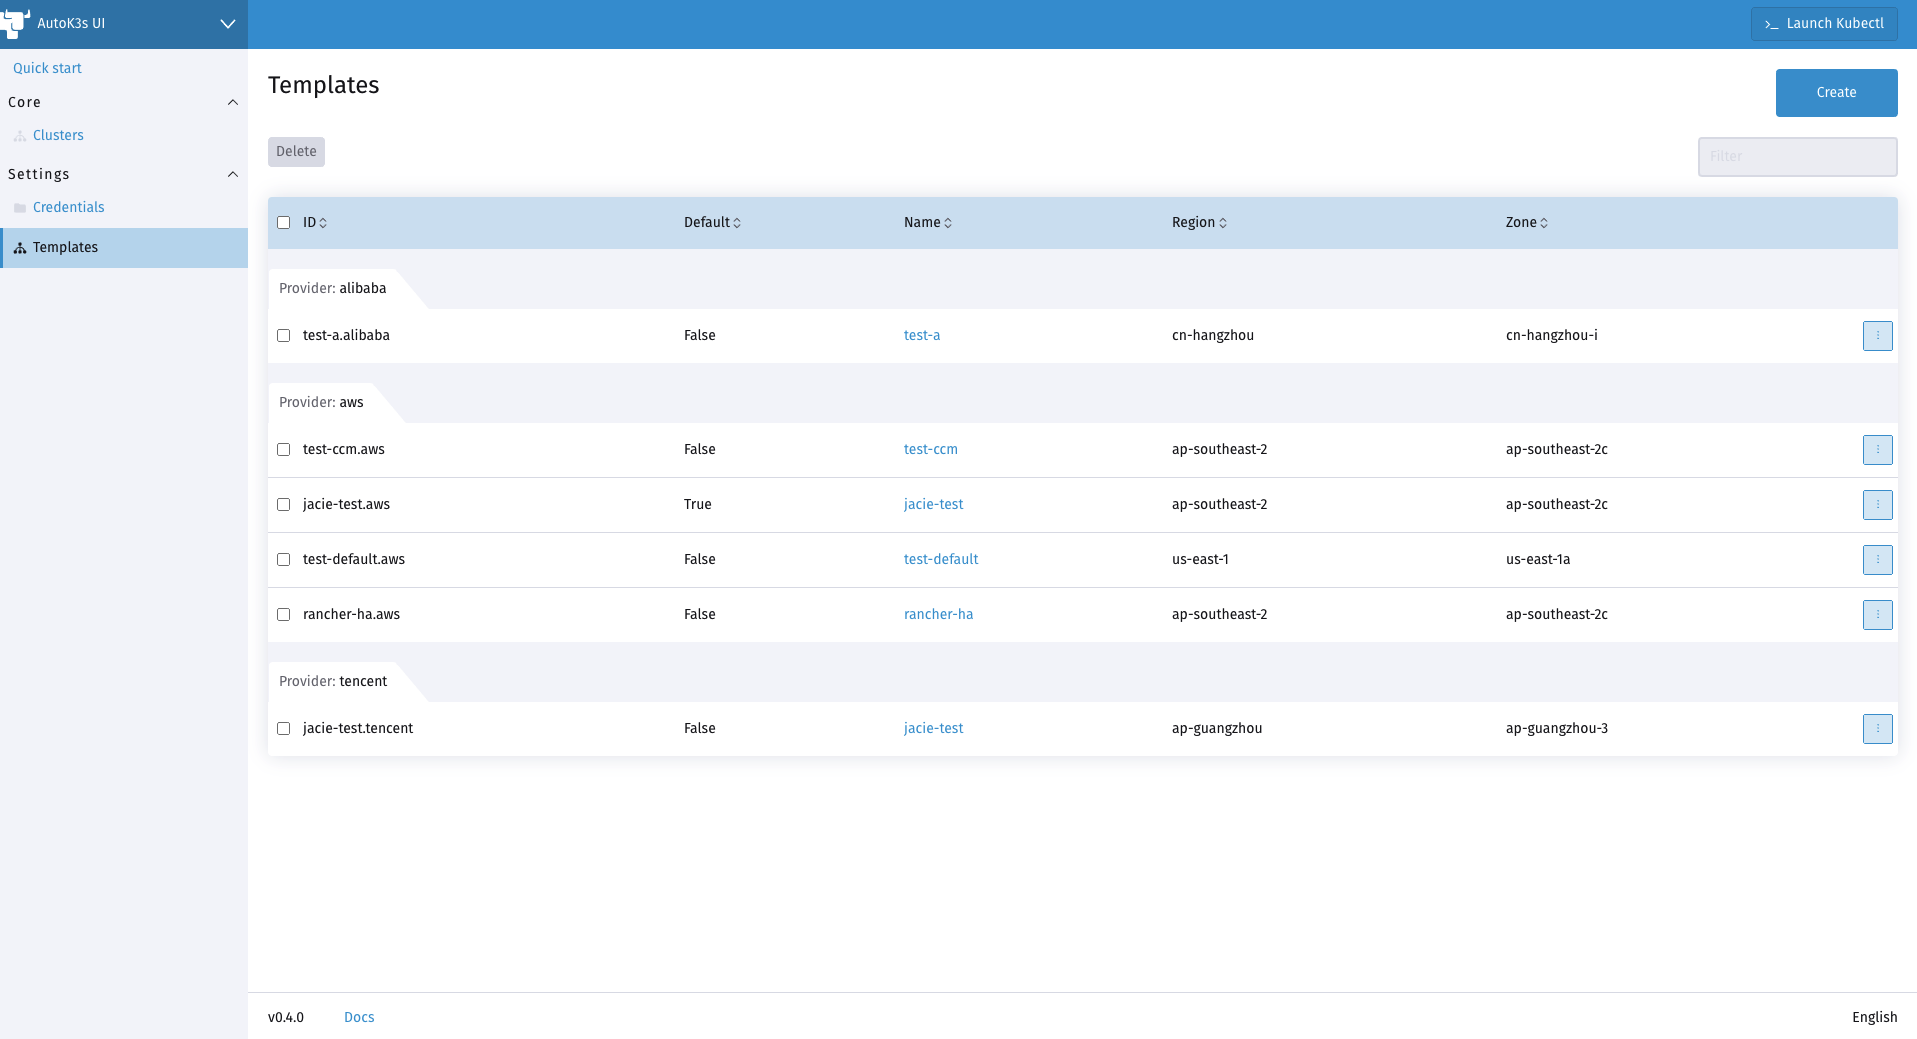 AutoK3s UI
>_ Launch Kubectl
Quick start
Core
Clusters
Settings
Credentials
Templates
Templates
Create
Delete
Filter
ID Default Name Region Zone
Provider: alibaba
test-a.alibaba False test-a cn-hangzhou cn-hangzhou-i
Provider: aws
test-ccm.aws False test-ccm ap-southeast-2 ap-southeast-2c
jacie-test.aws True jacie-test ap-southeast-2 ap-southeast-2c
test-default.aws False test-default us-east-1 us-east-1a
rancher-ha.aws False rancher-ha ap-southeast-2 ap-southeast-2c
Provider: tencent
jacie-test.tencent False jacie-test ap-guangzhou ap-guangzhou-3
v0.4.0 Docs English